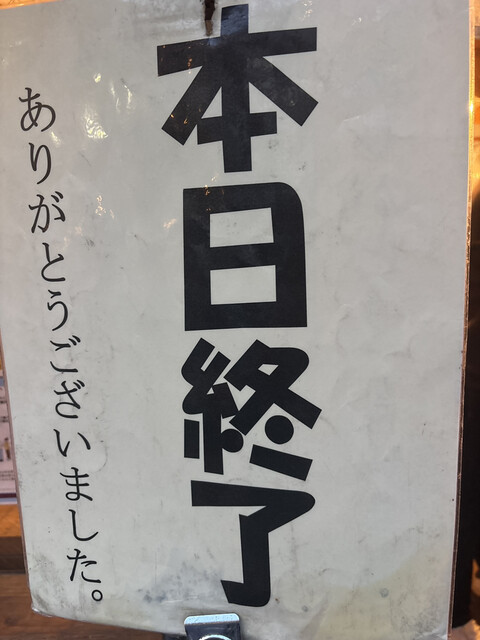 本日終了
ありがとうございました。